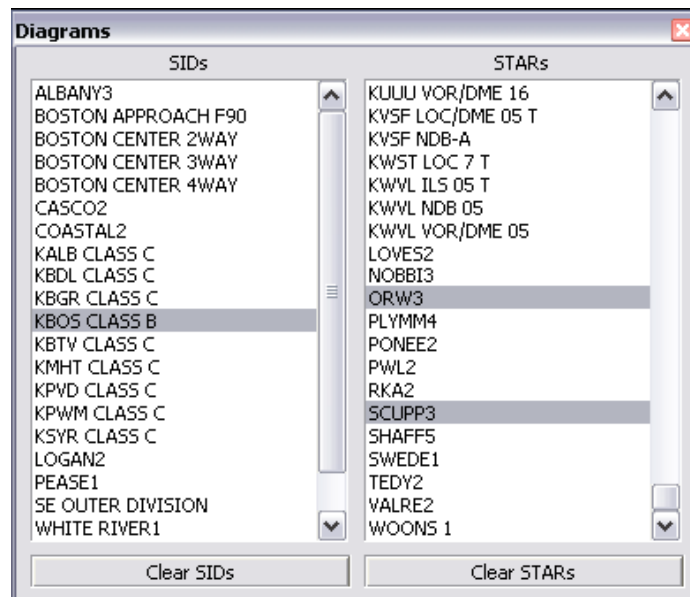 Diagrams
SIDs
ALBANY3
BOSTON APPROACH F90
BOSTON CENTER 2WAY
BOSTON CENTER 3WAY
BOSTON CENTER 4WAY
CASCO2
COASTAL2
KALB CLASS C
KBDL CLASS C
KBGR CLASS C
KBOS CLASS B
KBTV CLASS C
KMHT CLASS C
KPVD CLASS C
KPWM CLASS C
KSYR CLASS C
LOGAN2
PEASE1
SE OUTER DIVISION
WHITE RIVER1
Clear SIDs
STARs
KUUU VOR/DME 16
KVSF LOC/DME 05 T
KVSF NDB-A
KWST LOC 7 T
KWVL ILS 05 T
KWVL NDB 05
KWVL VOR/DME 05
LOVES2
NOBBI3
ORW3
PLYMM4
PONEE2
PWL2
RKA2
SCUPP3
SHAFF5
SWEDE1
TEDY2
VALRE2
WOONS 1
Clear STARs